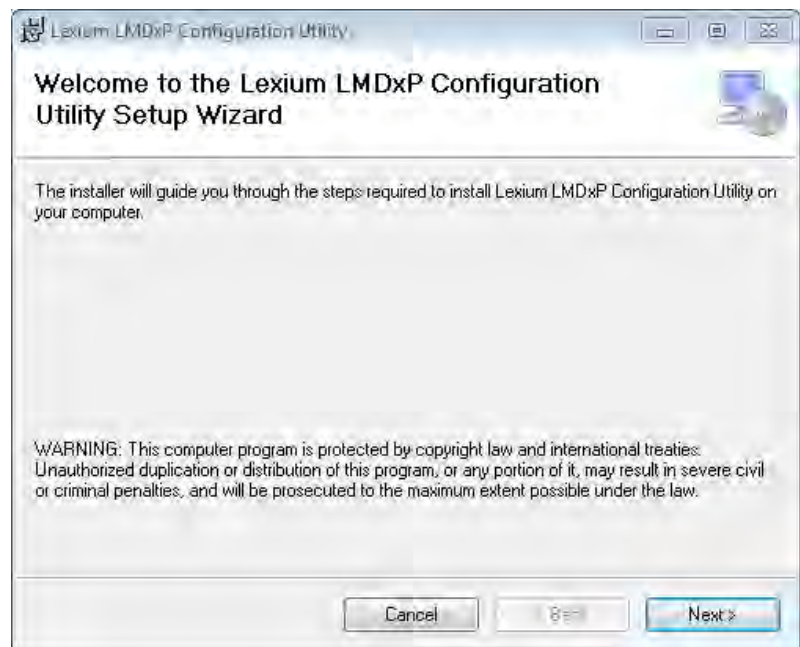 Lexium LMDxP Configuration Utility
Welcome to the Lexium LMDxP Configuration
Utility Setup Wizard
The installer will guide you through the steps required to install Lexium LMDxP Configuration Utility on
your computer.
WARNING: This computer program is protected by copyright law and international treaties.
Unauthorized duplication or distribution of this program, or any portion of it, may result in severe civil
or criminal penalties, and will be prosecuted to the maximum extent possible under the law.
Cancel
Next >